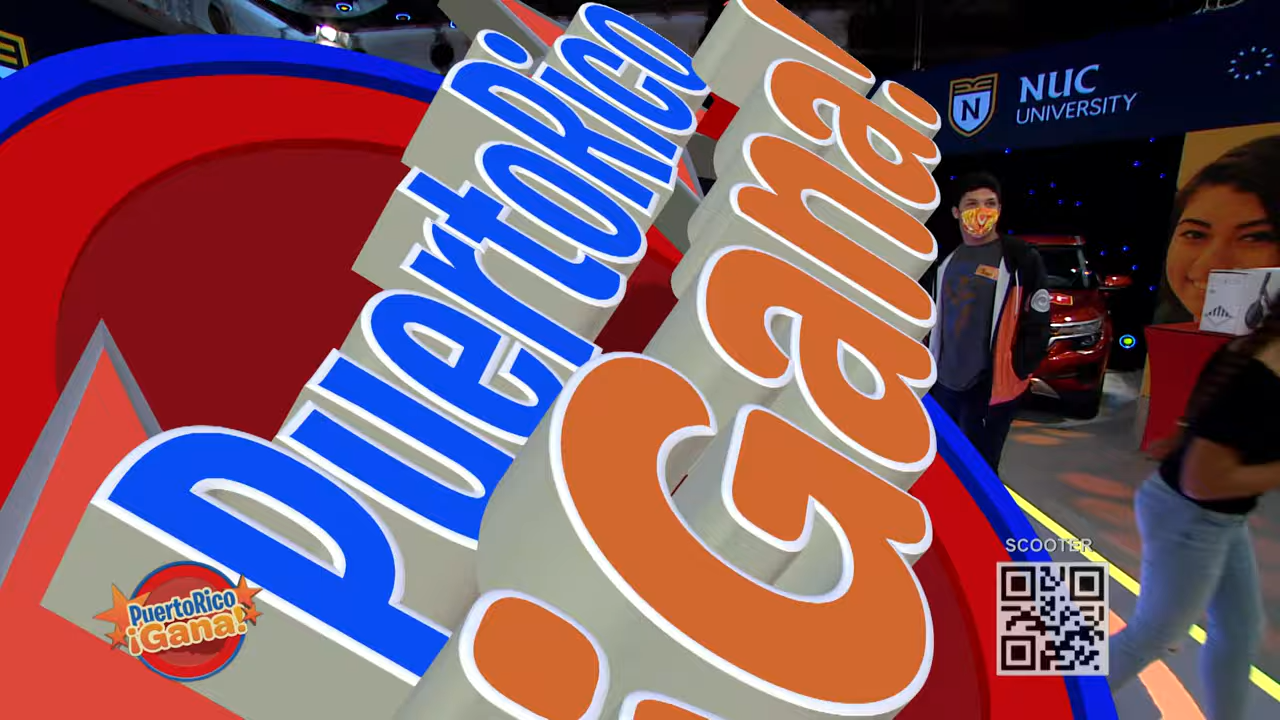 PuertoRico
¡Gana!
NUC
UNIVERSITY
N
SCOOTER
PuertoRico
¡Gana!